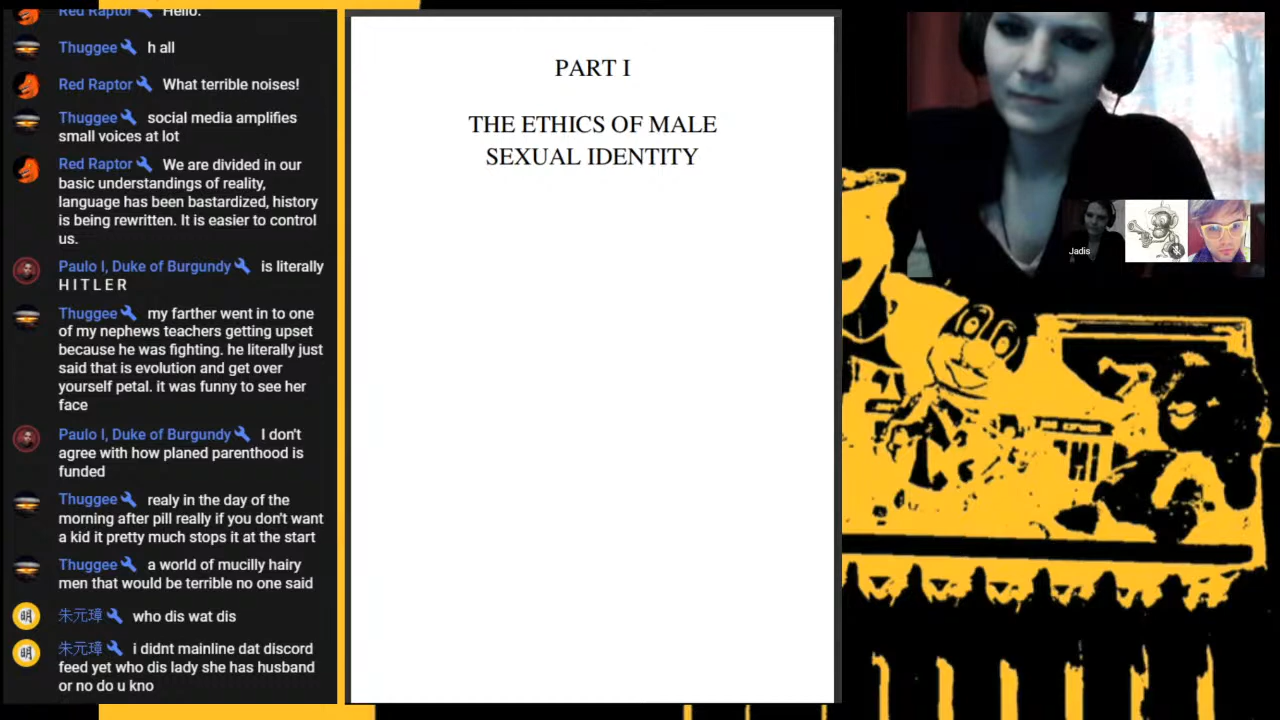 Red Raptor Hello.
Thuggee h all
Red Raptor What terrible noises!
Thuggee social media amplifies
small voices at lot
Red Raptor We are divided in our
basic understandings of reality,
language has been bastardized, history
is being rewritten. It is easier to control
us.
Paulo I, Duke of Burgundy is literally
H I T L E R
Thuggee my farther went in to one
of my nephews teachers getting upset
because he was fighting. he literally just
said that is evolution and get over
yourself petal. it was funny to see her
face
Paulo I, Duke of Burgundy I don't
agree with how planed parenthood is
funded
Thuggee realy in the day of the
morning after pill really if you don't want
a kid it pretty much stops it at the start
Thuggee a world of mucilly hairy
men that would be terrible no one said
明
朱元璋 who dis wat dis
明
朱元璋 i didnt mainline dat discord
feed yet who dis lady she has husband
or no do u kno
PART I
THE ETHICS OF MALE
SEXUAL IDENTITY
Jadis